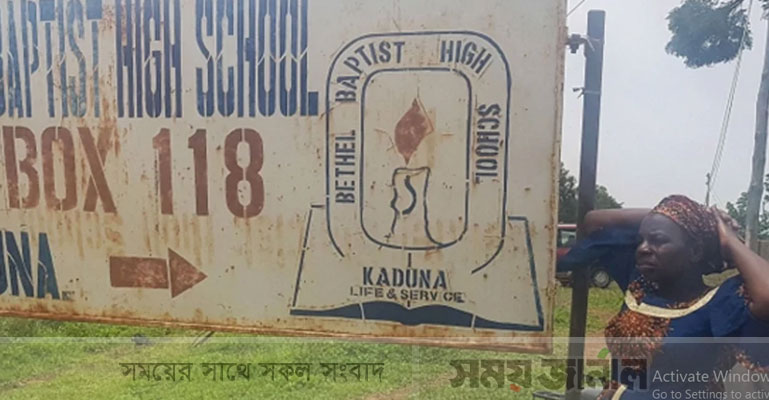 BAPTIST HIGH SCHOOL
BOX 118
UNA.
BETHEL BAPTIST HIGH SCHOOL
KADUNA
LIFE & SERVICE
সময়ের সাথে সকল সংবাদ
সময় জার্নাল
Activate Window
Go to Settings to activ